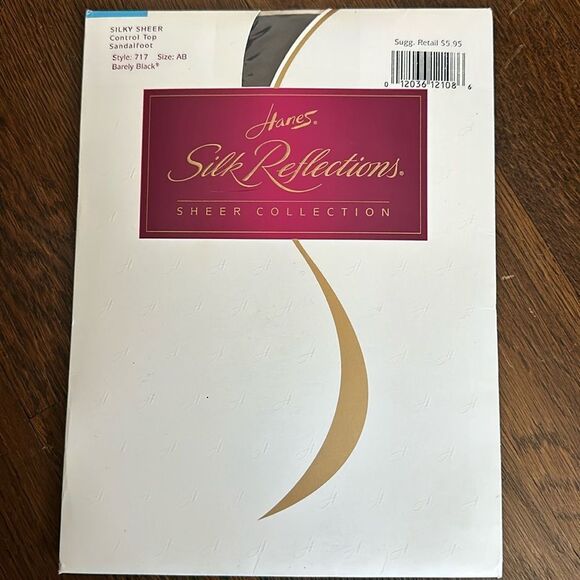 SILKY SHEER
Control Top
Sandalfoot
Style: 717 Size: AB
Barely Black®
Sugg. Retail $5.95
0 12036 12108 6
Hanes®
Silk Reflections®
SHEER COLLECTION